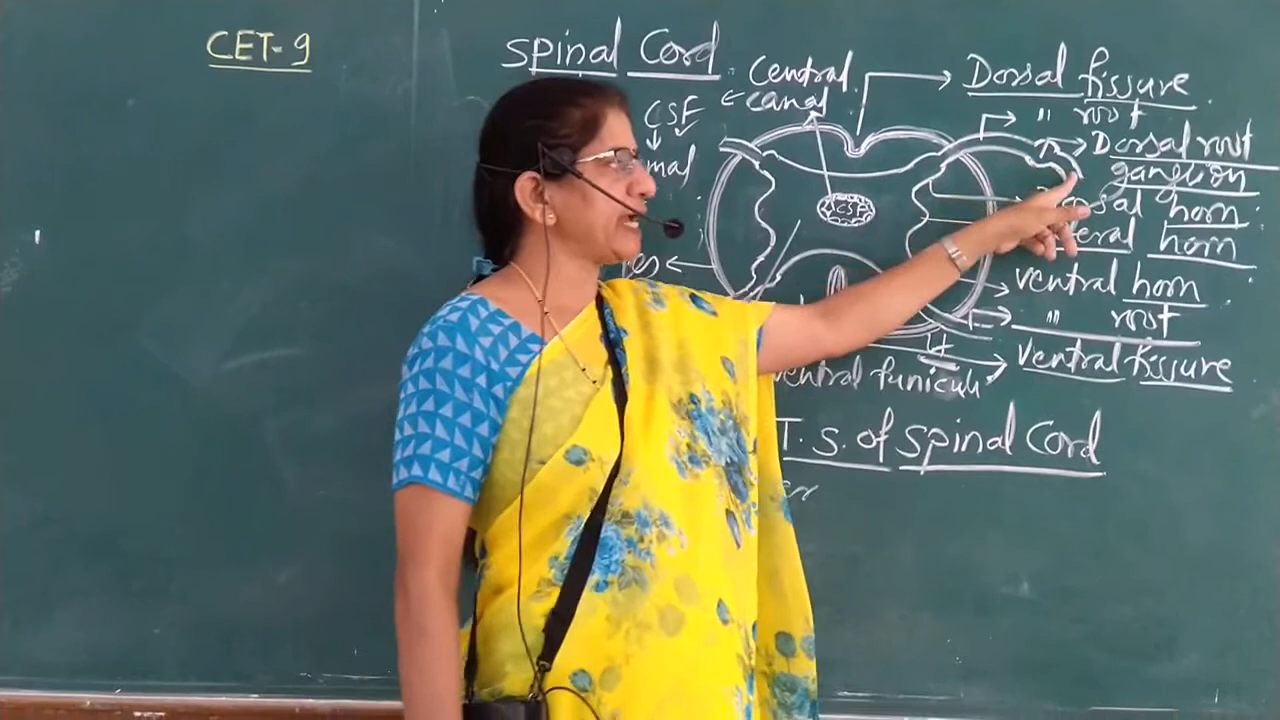 CET-9
Spinal Cord
Central
canal
CSF
CSF
Dorsal fissure
" root
Dorsal root
ganglion
horn
horn
ventral horn
" root
ventral fissure
ventral funiculi
T. S. of Spinal Cord